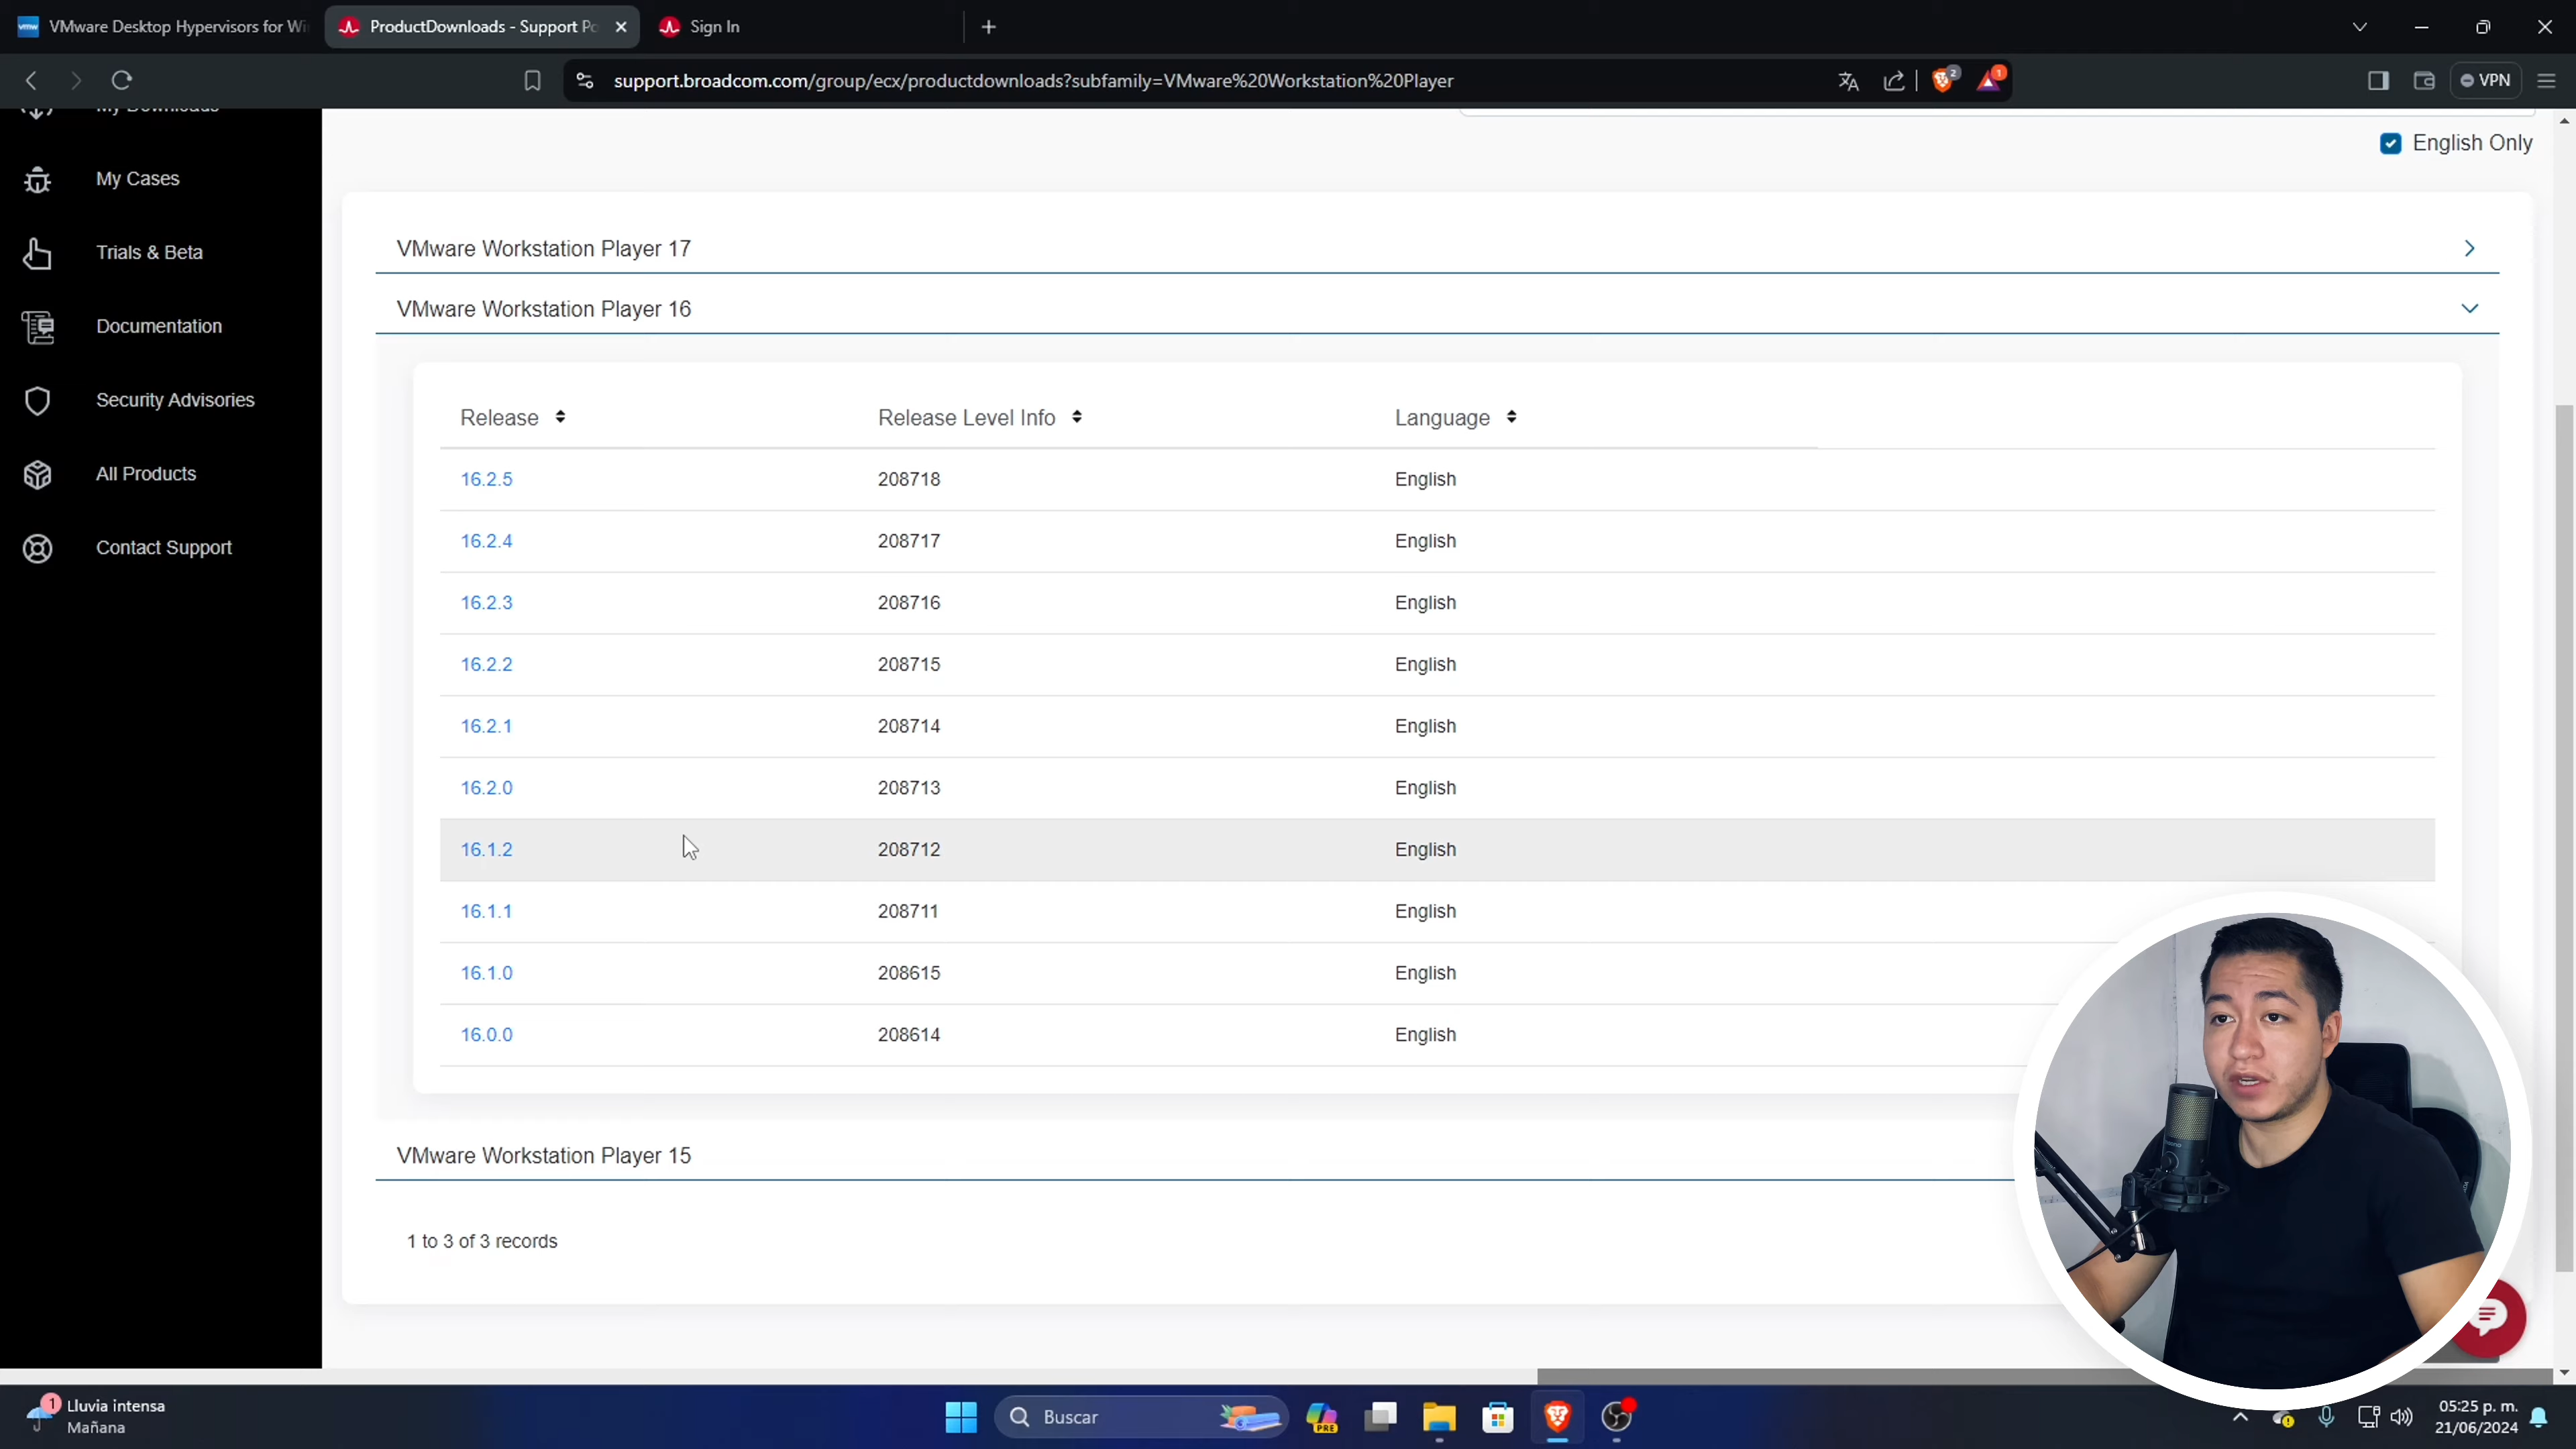 VMware Desktop Hypervisors for Wi
ProductDownloads - Support Po
Sign In
support.broadcom.com/group/ecx/productdownloads?subfamily=VMware%20Workstation%20Player
2
1
VPN
My Downloads
My Cases
Trials & Beta
Documentation
Security Advisories
All Products
Contact Support
English Only
VMware Workstation Player 17
VMware Workstation Player 16
Release Release Level Info Language
16.2.5 208718 English
16.2.4 208717 English
16.2.3 208716 English
16.2.2 208715 English
16.2.1 208714 English
16.2.0 208713 English
16.1.2 208712 English
16.1.1 208711 English
16.1.0 208615 English
16.0.0 208614 English
VMware Workstation Player 15
1 to 3 of 3 records
1
Lluvia intensa
Mañana
Buscar
PRE
05:25 p. m.
21/06/2024